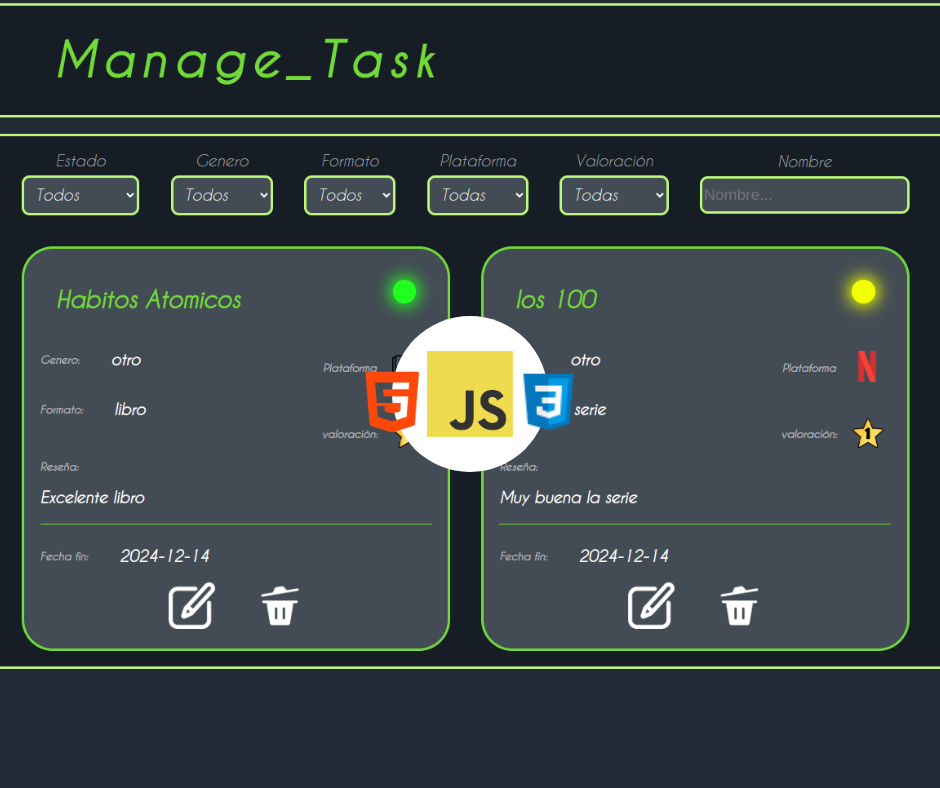 Manage_Task
Estado Genero Formato Plataforma Valoración Nombre
Todos Todos Todos Todas Todas Nombre...
Habitos Atomicos
Genero: otro Plataforma
Formato: libro
valoración:
Reseña:
Excelente libro
Fecha fin: 2024-12-14
los 100
otro Plataforma N
serie
valoración: 1
Reseña:
Muy buena la serie
Fecha fin: 2024-12-14
5 JS 3